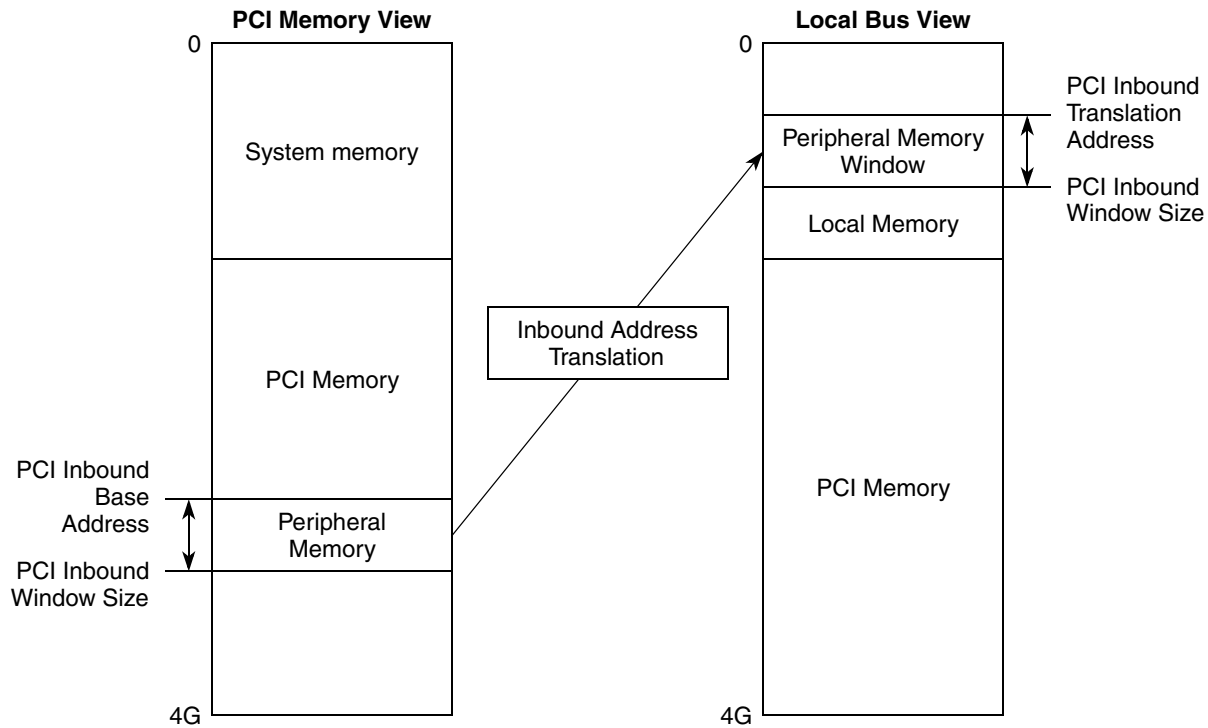 PCI Memory View
0
System memory
PCI Memory
PCI Inbound
Base
Address
Peripheral
Memory
PCI Inbound
Window Size
4G
Inbound Address
Translation
Local Bus View
0
PCI Inbound
Translation
Address
Peripheral Memory
Window
PCI Inbound
Window Size
Local Memory
PCI Memory
4G